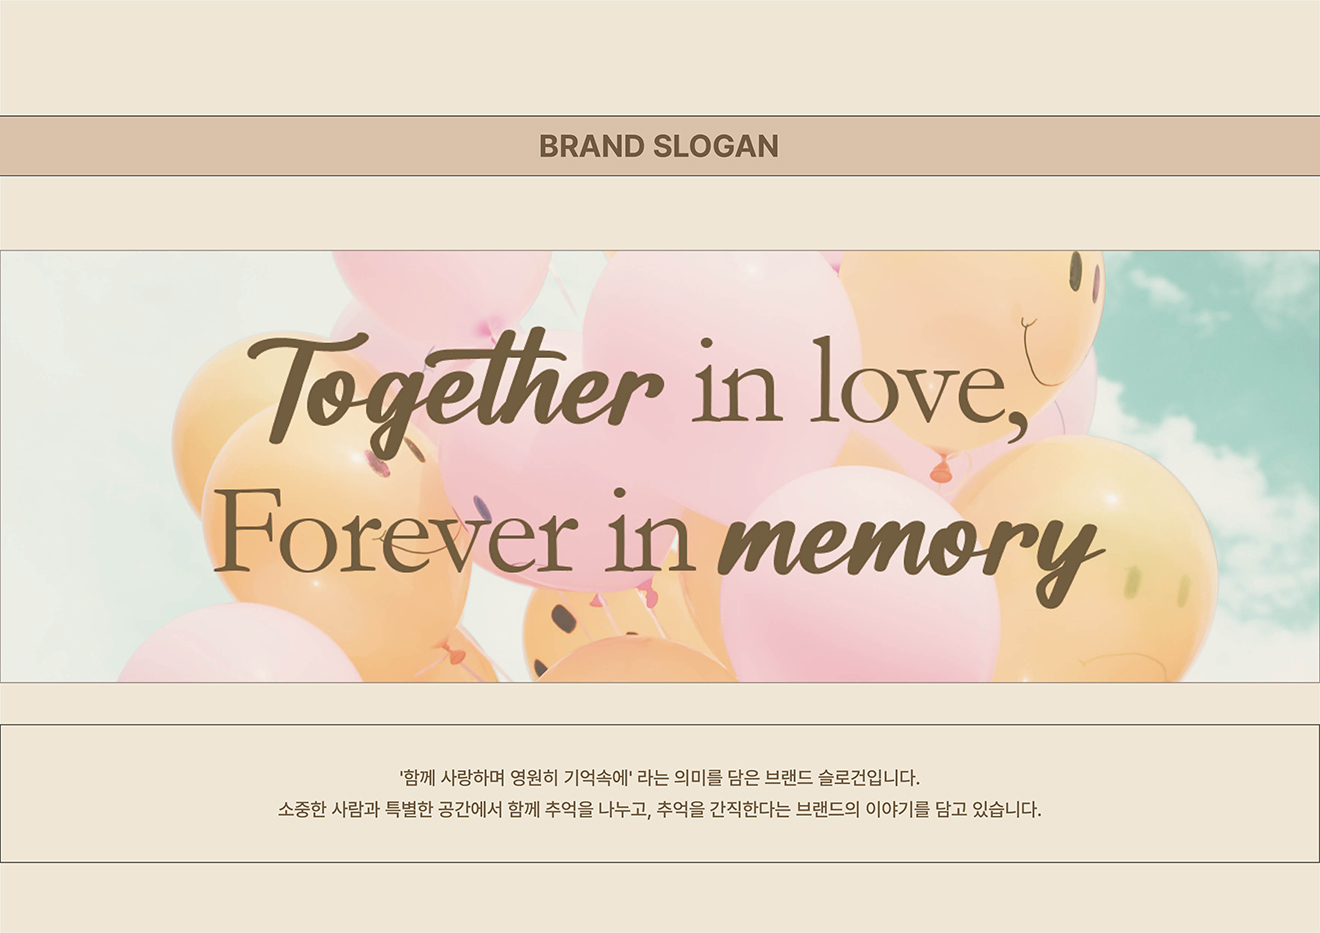 BRAND SLOGAN
Together in love,
Forever in memory
'함께 사랑하며 영원히 기억속에' 라는 의미를 담은 브랜드 슬로건입니다.
소중한 사람과 특별한 공간에서 함께 추억을 나누고, 추억을 간직한다는 브랜드의 이야기를 담고 있습니다.